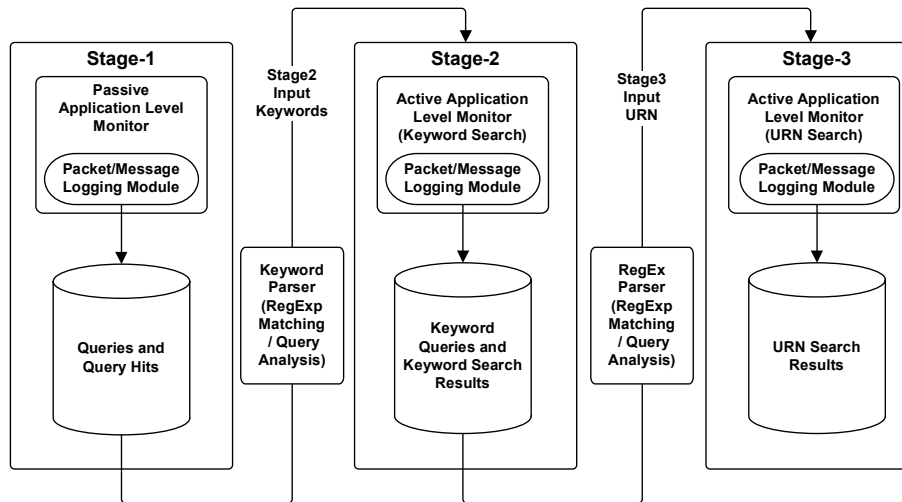 Stage-1
Passive
Application Level
Monitor
Packet/Message
Logging Module
Queries and
Query Hits
Stage2
Input
Keywords
Keyword
Parser
(RegExp
Matching
/ Query
Analysis)
Stage-2
Active Application
Level Monitor
(Keyword Search)
Packet/Message
Logging Module
Keyword
Queries and
Keyword Search
Results
Stage3
Input
URN
RegEx
Parser
(RegExp
Matching
/ Query
Analysis)
Stage-3
Active Application
Level Monitor
(URN Search)
Packet/Message
Logging Module
URN Search
Results